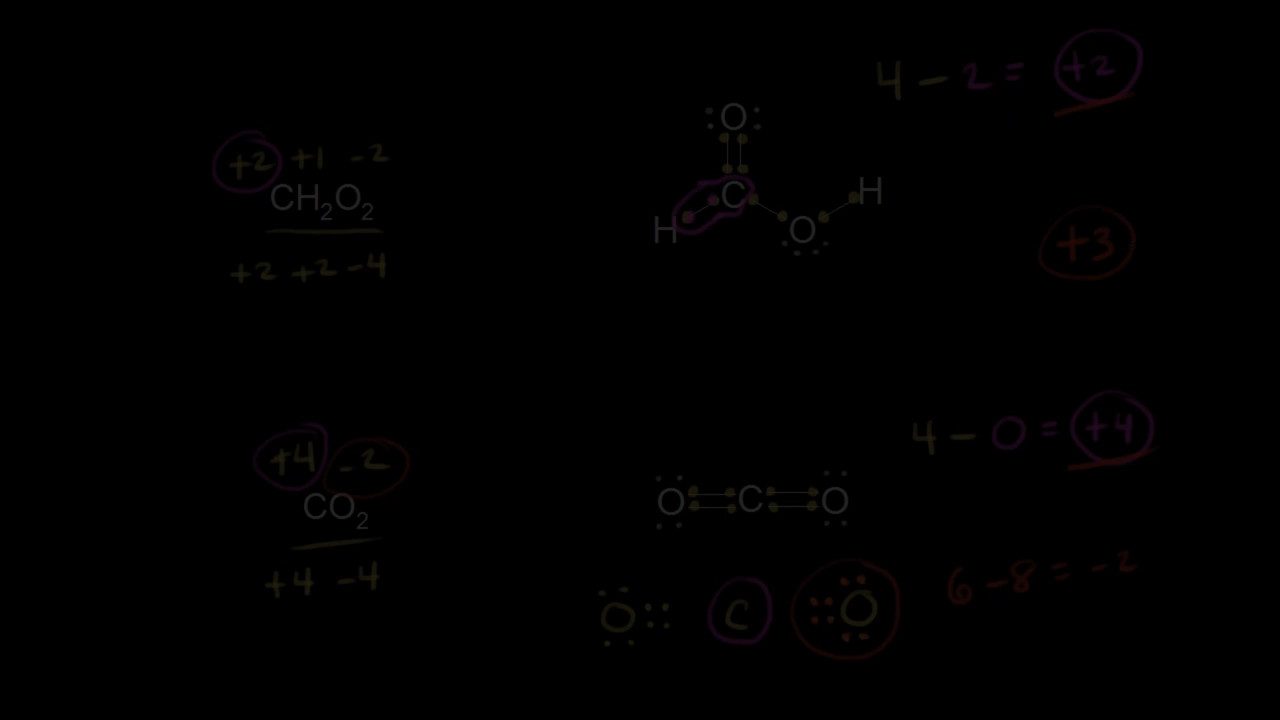 4 - 2 = +2
+2 +1 -2
CH2O2
+2 +2 -4
:O:
C
H
O
H
+3
+4 -2
CO2
+4 -4
4 - 0 = +4
O=C=O
O C O
6 - 8 = -2